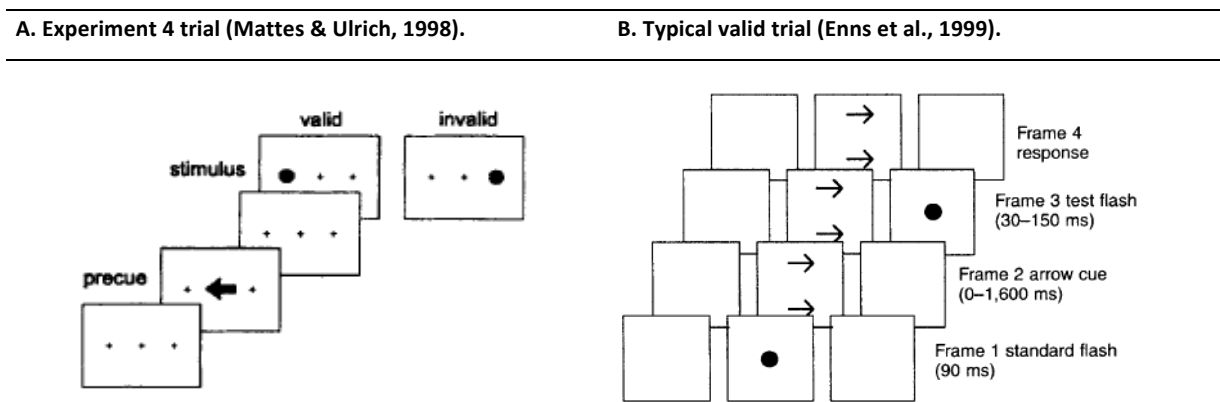 A. Experiment 4 trial (Mattes & Ulrich, 1998).
valid
invalid
stimulus
precue
B. Typical valid trial (Enns et al., 1999).
Frame 4
response
Frame 3 test flash
(30–150 ms)
Frame 2 arrow cue
(0–1,600 ms)
Frame 1 standard flash
(90 ms)